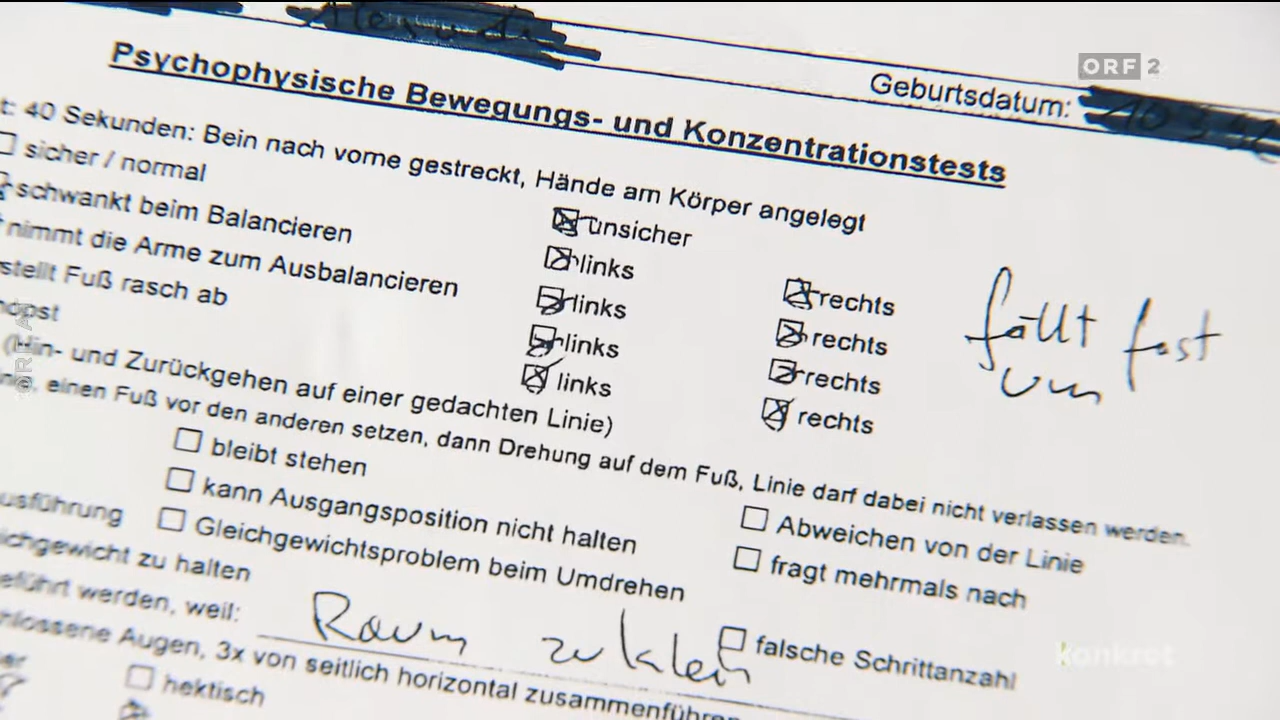 ORF 2
Geburtsdatum:
Psychophysische Bewegungs- und Konzentrationstests
40 Sekunden: Bein nach vorne gestreckt, Hände am Körper angelegt
sicher / normal
unsicher
schwankt beim Balancieren
links
rechts
nimmt die Arme zum Ausbalancieren
links
rechts
stellt Fuß rasch ab
links
rechts
links
rechts
fällt fast
um
(Hin- und Zurückgehen auf einer gedachten Linie)
einen Fuß vor den anderen setzen, dann Drehung auf dem Fuß, Linie darf dabei nicht verlassen werden.
bleibt stehen
kann Ausgangsposition nicht halten
Abweichen von der Linie
Gleichgewichtsproblem beim Umdrehen
fragt mehrmals nach
zu halten
werden, weil: Raum zu klein
falsche Schrittanzahl
Augen, 3x von seitlich horizontal
hektisch
konkret